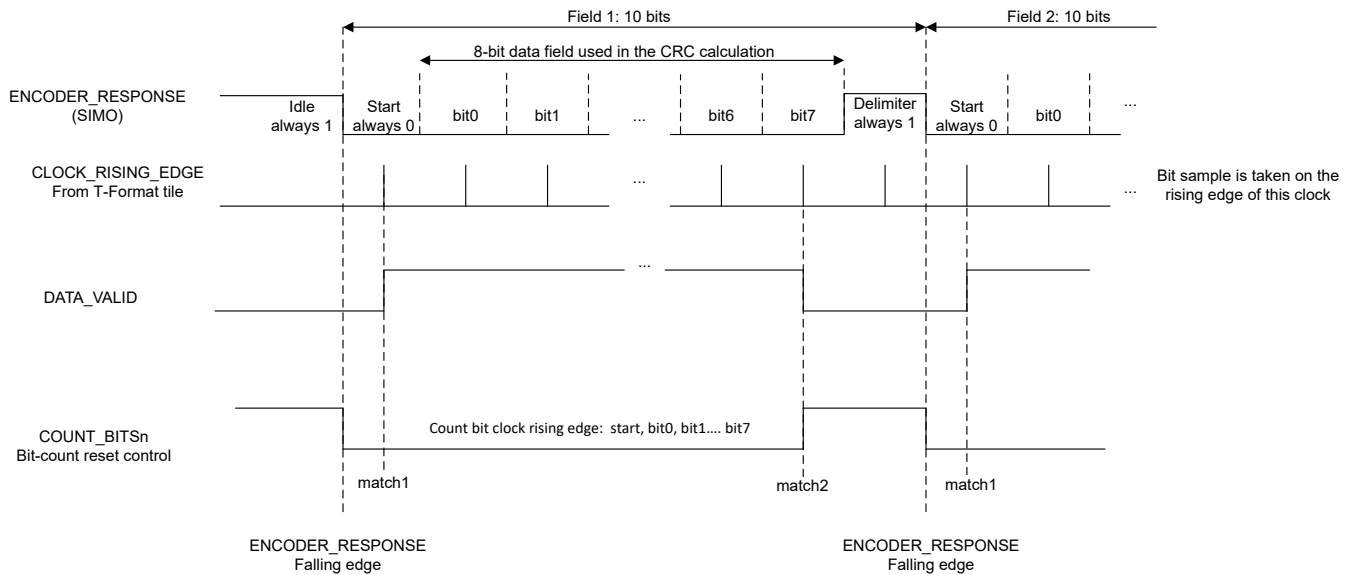 Field 1: 10 bits
Field 2: 10 bits
8-bit data field used in the CRC calculation
ENCODER_RESPONSE
(SIMO)
Idle
always 1
Start
always 0
bit0
bit1
...
bit6
bit7
Delimiter
always 1
Start
always 0
bit0
...
CLOCK_RISING_EDGE
From T-Format tile
...
...
Bit sample is taken on the
rising edge of this clock
DATA_VALID
...
COUNT_BITSn
Bit-count reset control
Count bit clock rising edge: start, bit0, bit1.... bit7
match1
match2
match1
ENCODER_RESPONSE
Falling edge
ENCODER_RESPONSE
Falling edge